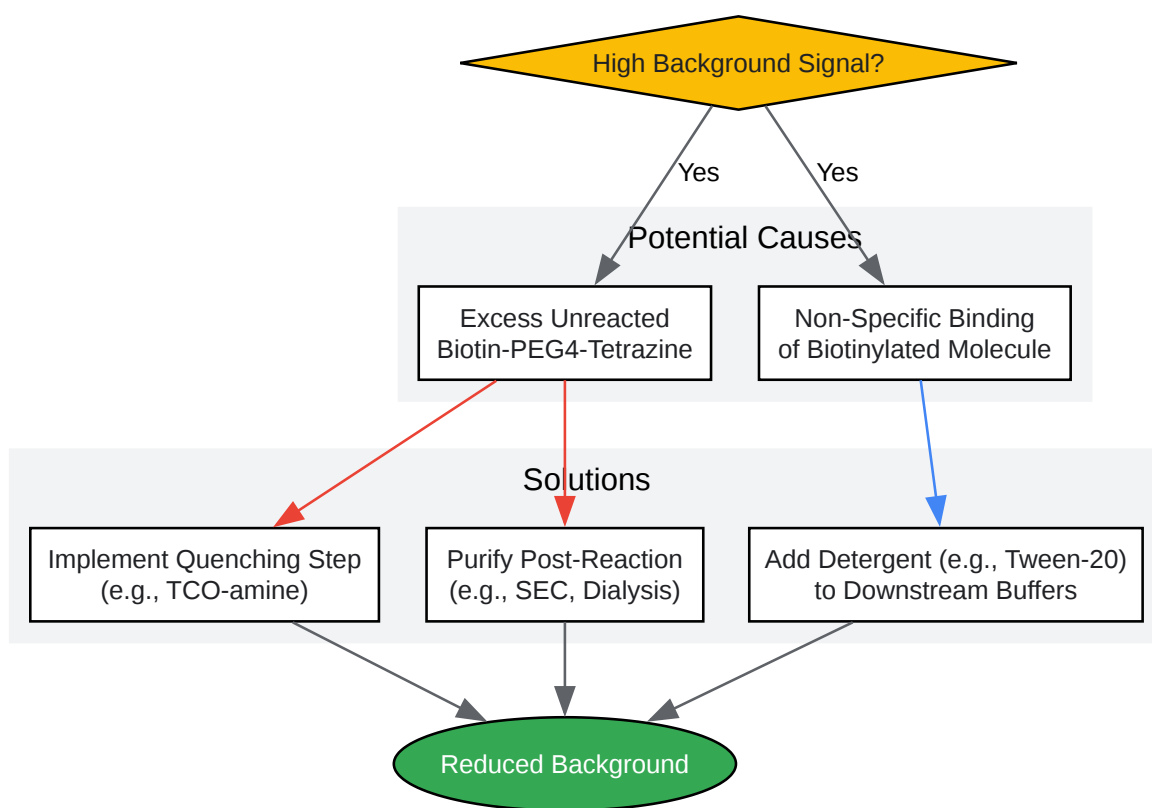 High Background Signal?
Yes
Yes
Potential Causes
Excess Unreacted
Biotin-PEG4-Tetrazine
Non-Specific Binding
of Biotinylated Molecule
Solutions
Implement Quenching Step
(e.g., TCO-amine)
Purify Post-Reaction
(e.g., SEC, Dialysis)
Add Detergent (e.g., Tween-20)
to Downstream Buffers
Reduced Background